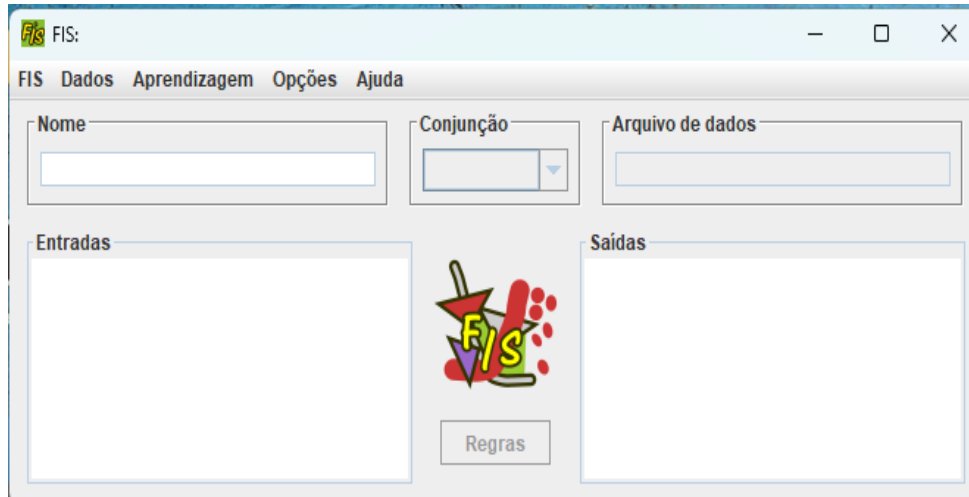 FIS:
FIS Dados Aprendizagem Opções Ajuda
Nome Conjunção Arquivo de dados
Entradas Saídas
FIS
Regras